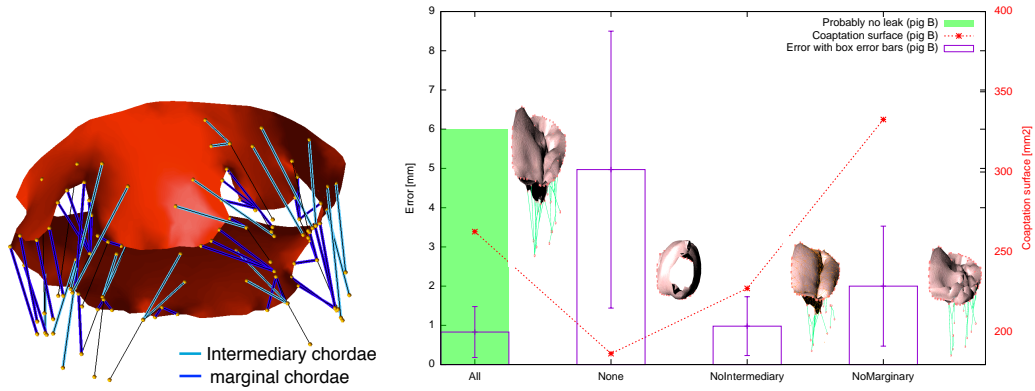 Intermediary chordae
marginal chordae
Probably no leak (pig B)
Coaptation surface (pig B)
Error with box error bars (pig B)
Error [mm]
9
8
7
6
5
4
3
2
1
0
All
None
NoIntermediary
NoMarginary
400
350
300
250
200
Coaptation surface [mm2]